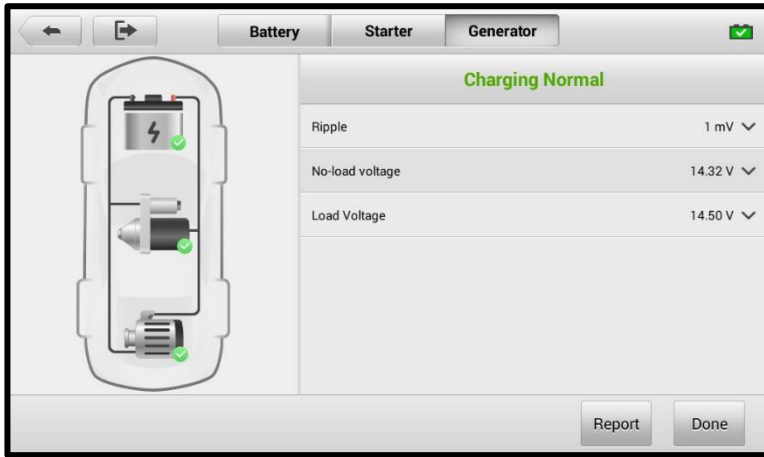 Battery
Starter
Generator
Charging Normal
Ripple 1 mV
No-load voltage 14.32 V
Load Voltage 14.50 V
Report
Done